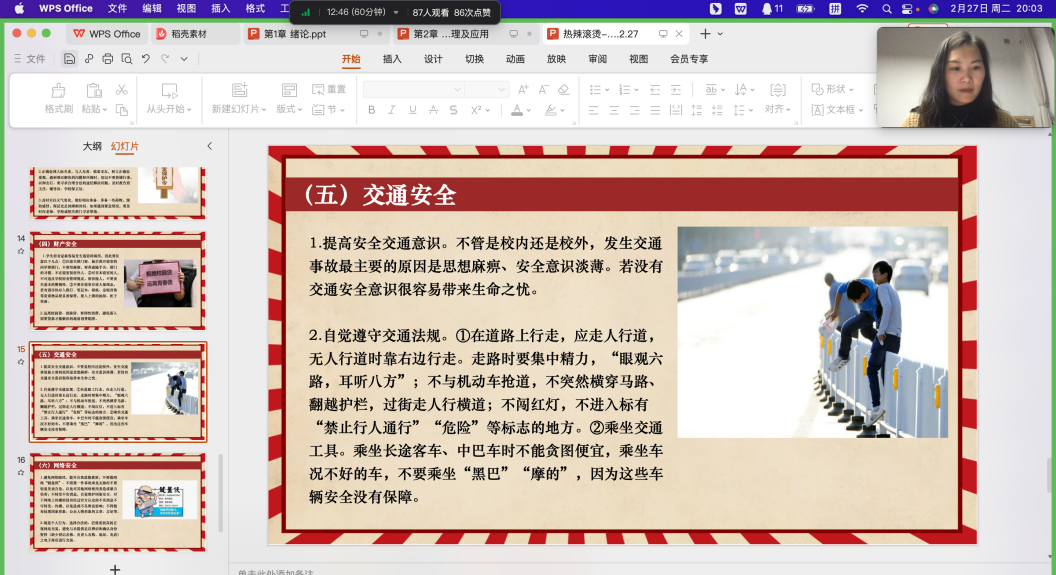 WPS Office 文件 编辑 视图 插入 格式 工
12:46 (60分钟) 87人观看 86次点赞
11 拼 2月27日 周二 20:03
WPS Office 稻壳素材 第1章 绪论.ppt 第2章 ...理及应用 热辣滚烫-...2.27
文件 开始 插入 设计 切换 动画 放映 审阅 视图 会员专享
格式刷 粘贴 从头开始 新建幻灯片 版式 重置 节 B I U A S X² A 对齐 形状 文本框
大纲 幻灯片
14
(四) 财产安全
15
(五) 交通安全
16
(六) 网络安全
键盘侠
(五) 交通安全
1.提高安全交通意识。不管是校内还是校外，发生交通
事故最主要的原因是思想麻痹、安全意识淡薄。若没有
交通安全意识很容易带来生命之忧。
2.自觉遵守交通法规。①在道路上行走，应走人行道，
无人行道时靠右边行走。走路时要集中精力，“眼观六
路，耳听八方”；不与机动车抢道，不突然横穿马路、
翻越护栏，过街走人行横道；不闯红灯，不进入标有
“禁止行人通行”“危险”等标志的地方。②乘坐交通
工具。乘坐长途客车、中巴车时不能贪图便宜，乘坐车
况不好的车，不要乘坐“黑巴”“摩的”，因为这些车
辆安全没有保障。
单击此处添加备注